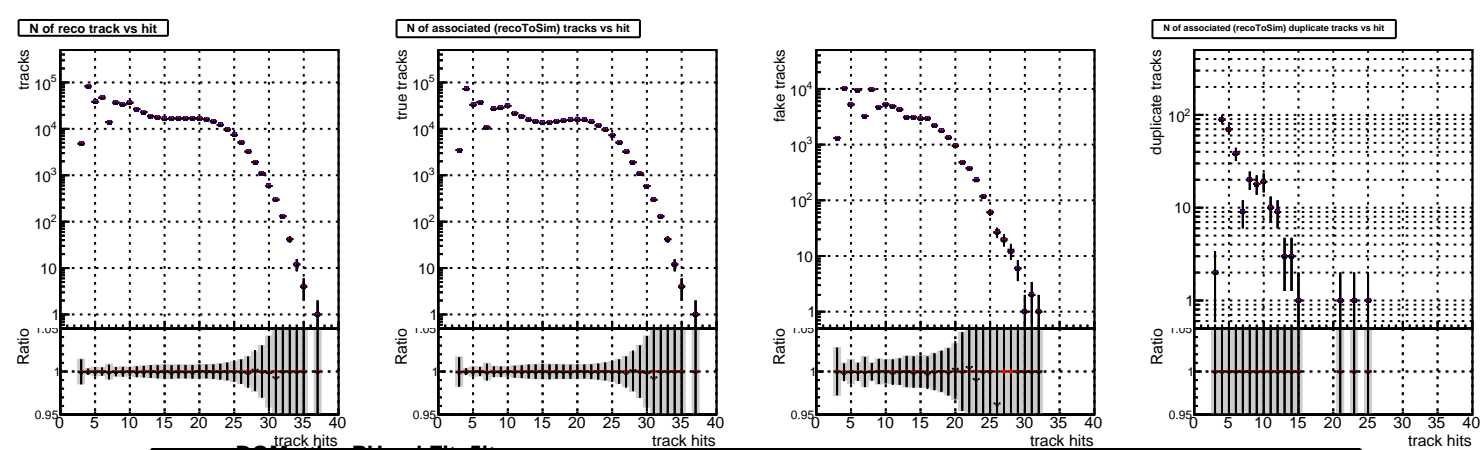 N of reco track vs hit
N of associated (recoToSim) tracks vs hit
N of associated (recoToSim) duplicate tracks vs hit
tracks
10^5
10^4
10^3
10^2
10
1
Ratio
1.05
1
0.95
0 5 10 15 20 25 30 35 40
track hits
true tracks
10^5
10^4
10^3
10^2
10
1
Ratio
1.05
1
0.95
0 5 10 15 20 25 30 35 40
track hits
fake tracks
10^4
10^3
10^2
10
1
Ratio
1.05
1
0.95
0 5 10 15 20 25 30 35 40
track hits
duplicate tracks
10^2
10
1
Ratio
1.05
1
0.95
0 5 10 15 20 25 30 35 40
track hits